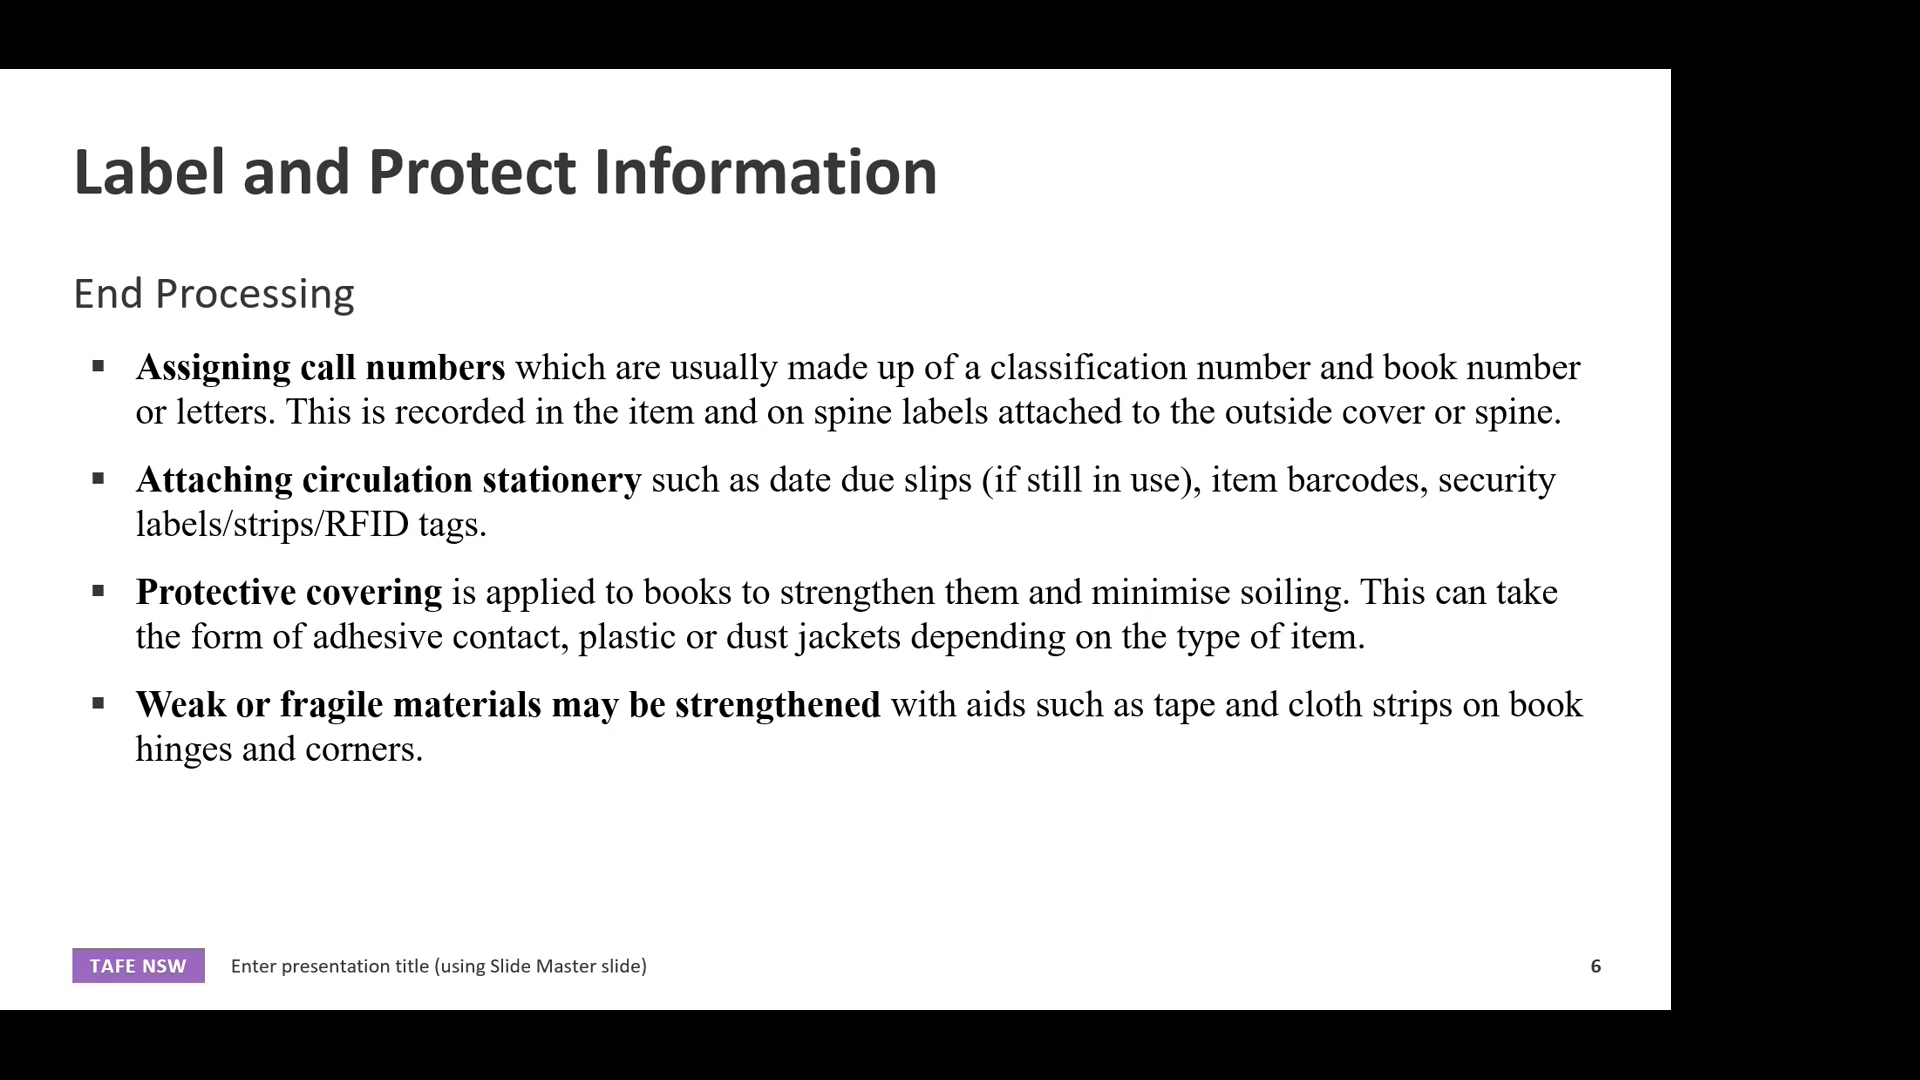 Label and Protect Information
End Processing
▪ Assigning call numbers which are usually made up of a classification number and book number
or letters. This is recorded in the item and on spine labels attached to the outside cover or spine.
▪ Attaching circulation stationery such as date due slips (if still in use), item barcodes, security
labels/strips/RFID tags.
▪ Protective covering is applied to books to strengthen them and minimise soiling. This can take
the form of adhesive contact, plastic or dust jackets depending on the type of item.
▪ Weak or fragile materials may be strengthened with aids such as tape and cloth strips on book
hinges and corners.
TAFE NSW Enter presentation title (using Slide Master slide) 6